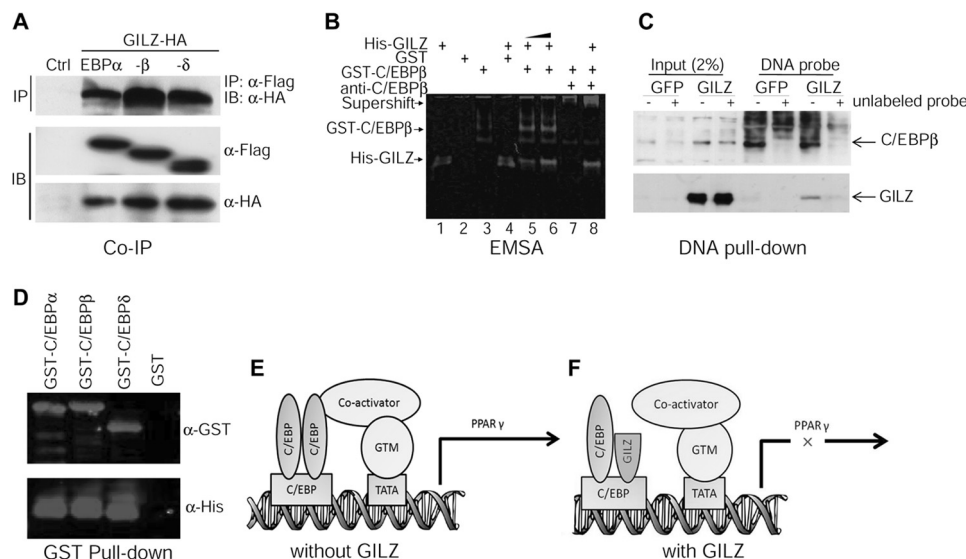 A
GILZ-HA
Ctrl EBPα -β -δ
IP
IP: α-Flag
IB: α-HA
IB
α-Flag
α-HA
Co-IP
B
His-GILZ + + + + +
GST + +
GST-C/EBPβ + + + + +
anti-C/EBPβ + +
Supershift
GST-C/EBPβ
His-GILZ
1 2 3 4 5 6 7 8
EMSA
C
Input (2%) DNA probe
GFP GILZ GFP GILZ
- + - + - + - + unlabeled probe
C/EBPβ
GILZ
DNA pull-down
D
GST-C/EBPα
GST-C/EBPβ
GST-C/EBPδ
GST
α-GST
α-His
GST Pull-down
E
C/EBP
C/EBP
Co-activator
GTM
C/EBP
TATA
PPAR γ
without GILZ
F
C/EBP
GILZ
Co-activator
GTM
C/EBP
TATA
PPAR γ
×
with GILZ